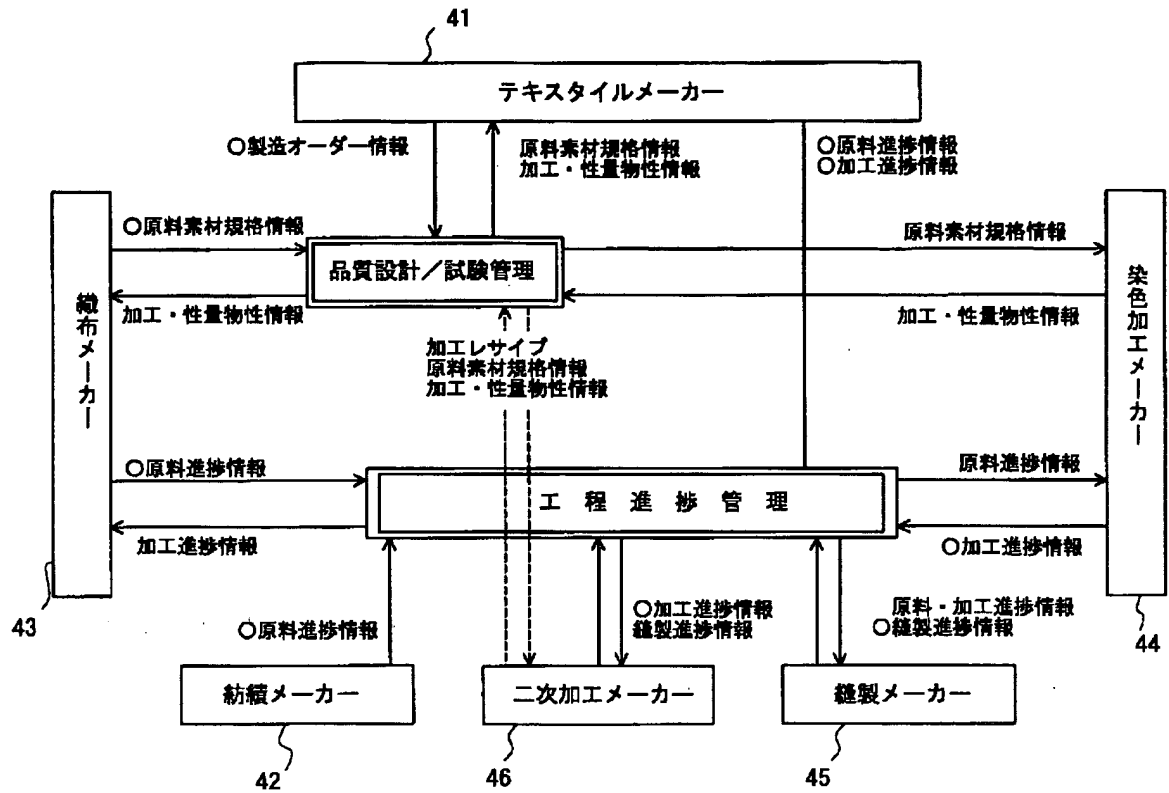 41
テキスタイルメーカー
○製造オーダー情報
原料素材規格情報
加工・性量物性情報
○原料進捗情報
○加工進捗情報
○原料素材規格情報
品質設計／試験管理
原料素材規格情報
織布メーカー
加工・性量物性情報
加工・性量物性情報
染色加工メーカー
加工レサイプ
原料素材規格情報
加工・性量物性情報
○原料進捗情報
原料進捗情報
工程進捗管理
加工進捗情報
○加工進捗情報
43
○原料進捗情報
○加工進捗情報
縫製進捗情報
原料・加工進捗情報
○縫製進捗情報
44
紡績メーカー
二次加工メーカー
縫製メーカー
42
46
45